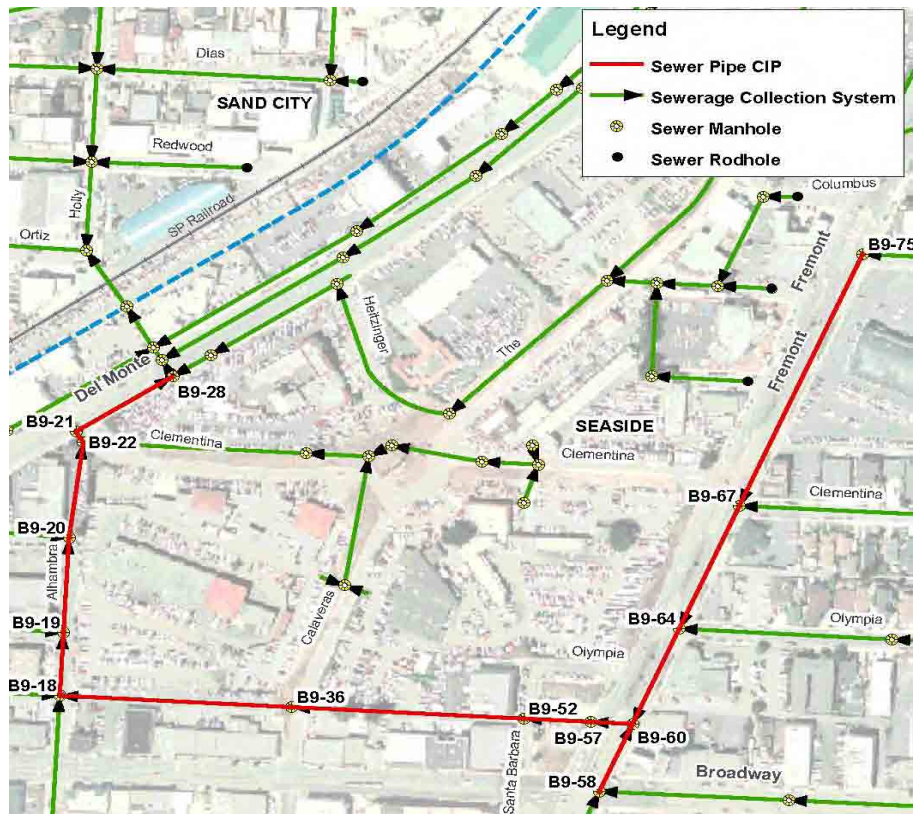 Legend
Sewer Pipe CIP
Sewerage Collection System
Sewer Manhole
Sewer Rodhole
Dias
SAND CITY
Redwood
Holly
Ortiz
SP Railroad
Columbus
B9-75
Fremont
Heitzinger
The
Fremont
Del Monte
B9-28
B9-21
B9-22
Clementina
SEASIDE
Clementina
B9-67
Clementina
B9-20
Alhambra
B9-19
Calaveras
B9-64
Olympia
Olympia
B9-18
B9-36
B9-52
B9-57
B9-60
Santa Barbara
B9-58
Broadway